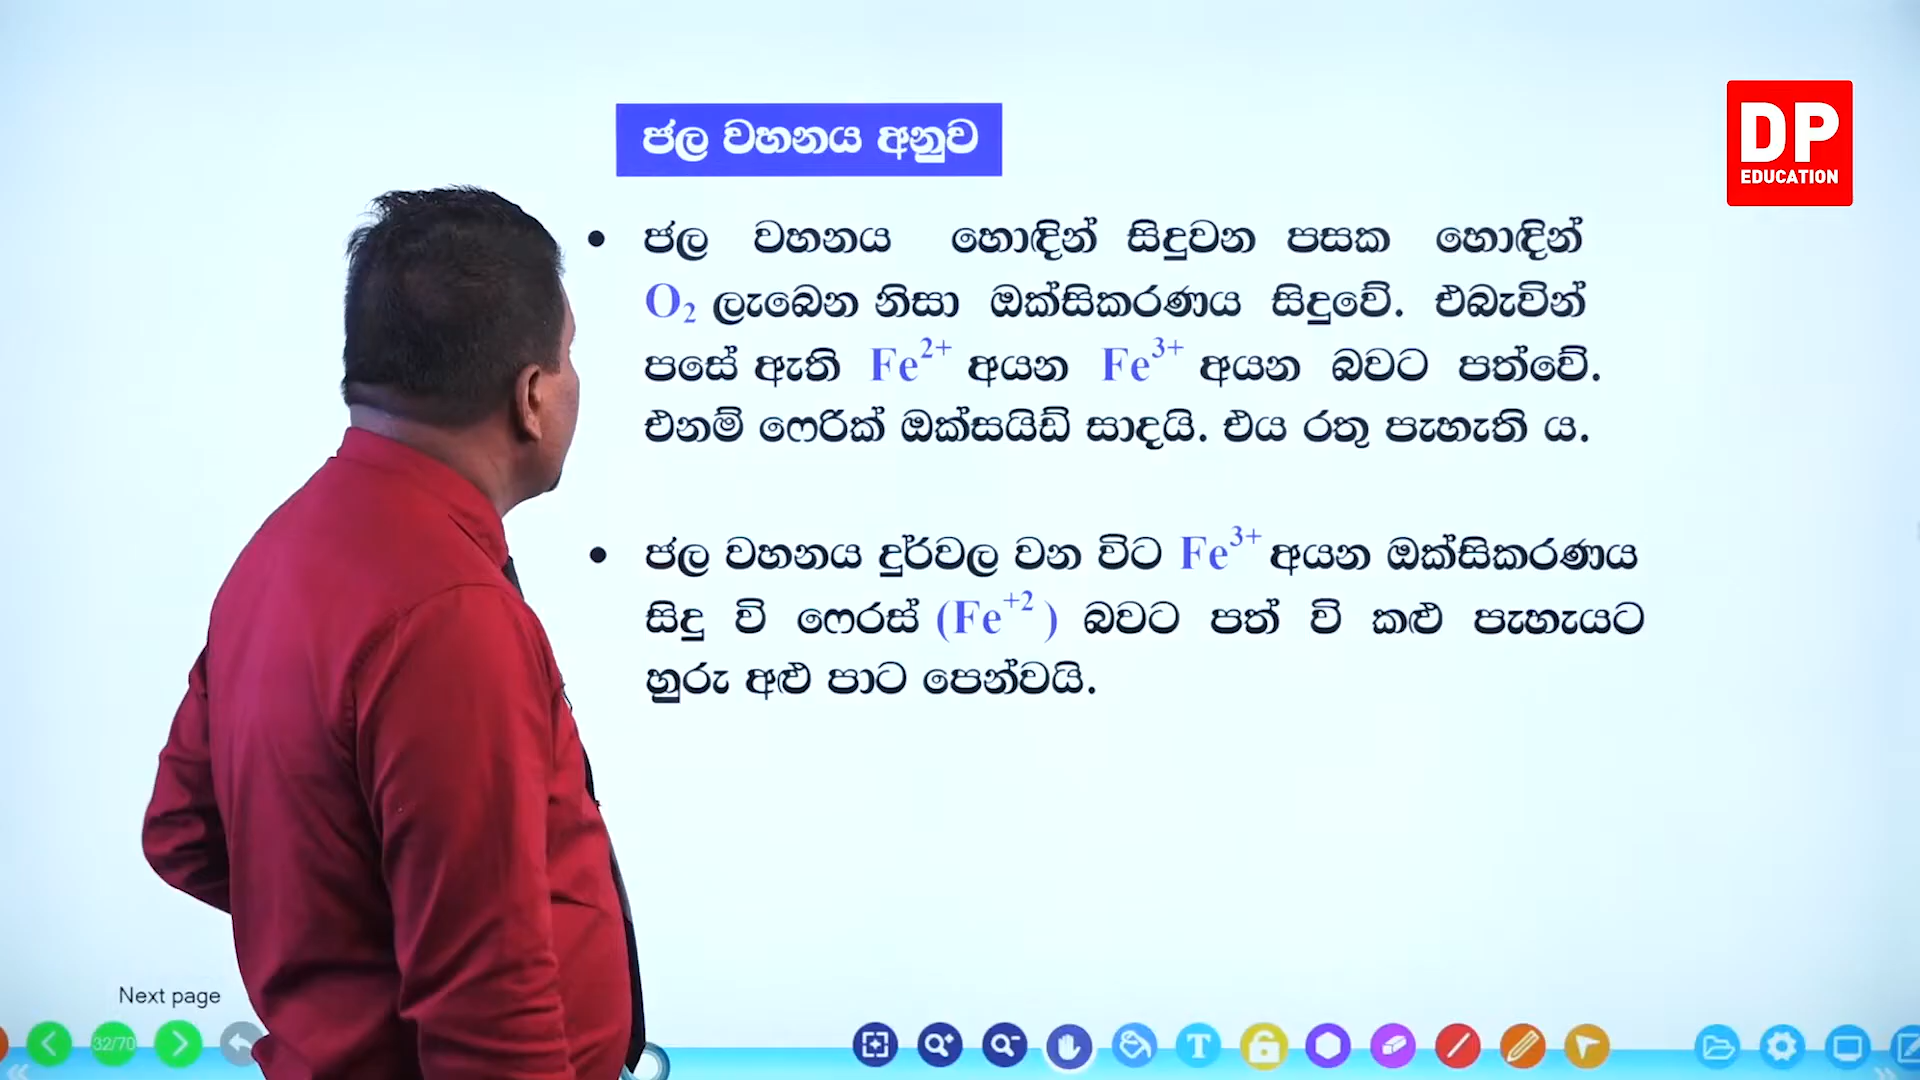 ජල වහනය අනුව
DP
EDUCATION
• ජල වහනය හොඳින් සිදුවන පසක හොඳින්
O₂ ලැබෙන නිසා ඔක්සිකරණය සිදුවේ. එබැවින්
පසේ ඇති Fe²⁺ අයන Fe³⁺ අයන බවට පත්වේ.
එනම් ෆෙරික් ඔක්සයිඩ් සාදයි. එය රතු පැහැති ය.
• ජල වහනය දුර්වල වන විට Fe³⁺ අයන ඔක්සිකරණය
සිදු වි ෆෙරස් (Fe⁺²) බවට පත් වි කළු පැහැයට
හුරු අළු පාට පෙන්වයි.
Next page
32/70
T